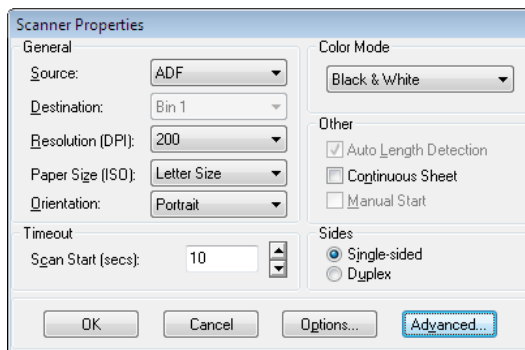 Scanner Properties
General
Source: ADF
Destination: Bin 1
Resolution (DPI): 200
Paper Size (ISO): Letter Size
Orientation: Portrait
Timeout
Scan Start (secs): 10
Color Mode
Black & White
Other
Auto Length Detection
Continuous Sheet
Manual Start
Sides
Single-sided
Duplex
OK Cancel Options... Advanced...